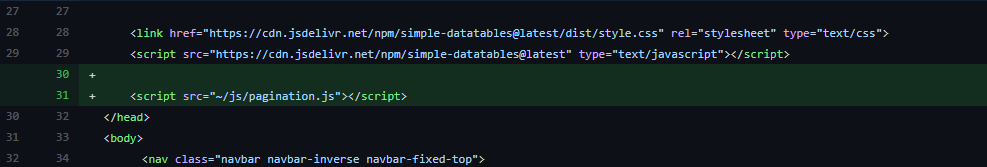 27 27
28 28 <link href="https://cdn.jsdelivr.net/npm/simple-datatables@latest/dist/style.css" rel="stylesheet" type="text/css">
29 29 <script src="https://cdn.jsdelivr.net/npm/simple-datatables@latest" type="text/javascript"></script>
30 +
31 + <script src="~/js/pagination.js"></script>
30 32 </head>
31 33 <body>
32 34 <nav class="navbar navbar-inverse navbar-fixed-top">